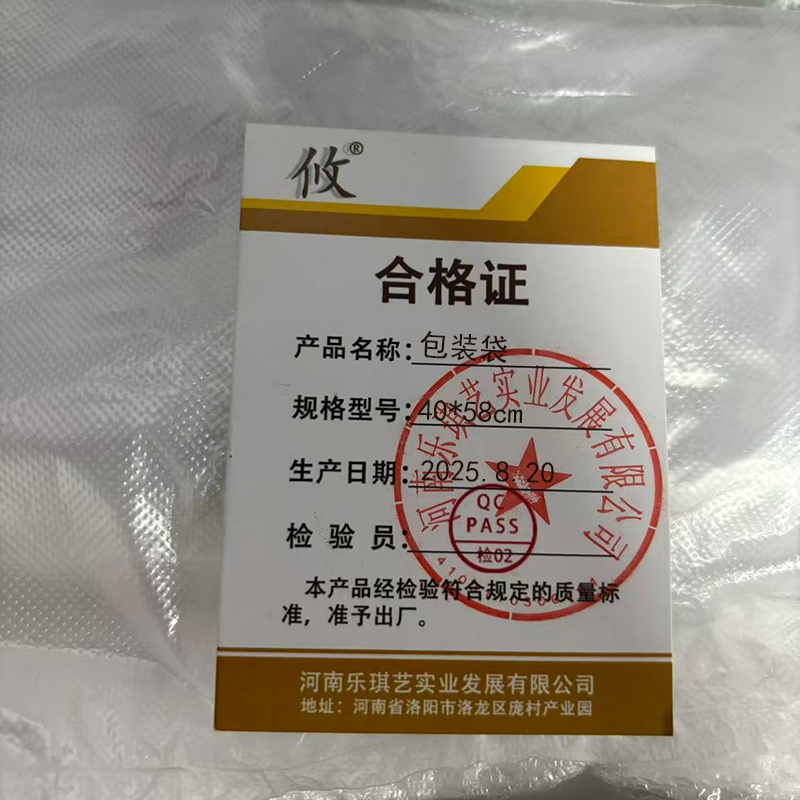 攸®
合格证
产品名称：包装袋
规格型号：40*58cm
生产日期：2025.8.20
检验员：
河南乐琪艺实业发展有限公司
QC
PASS
检02
本产品经检验符合规定的质量标
准，准予出厂。
河南乐琪艺实业发展有限公司
地址：河南省洛阳市洛龙区庞村产业园